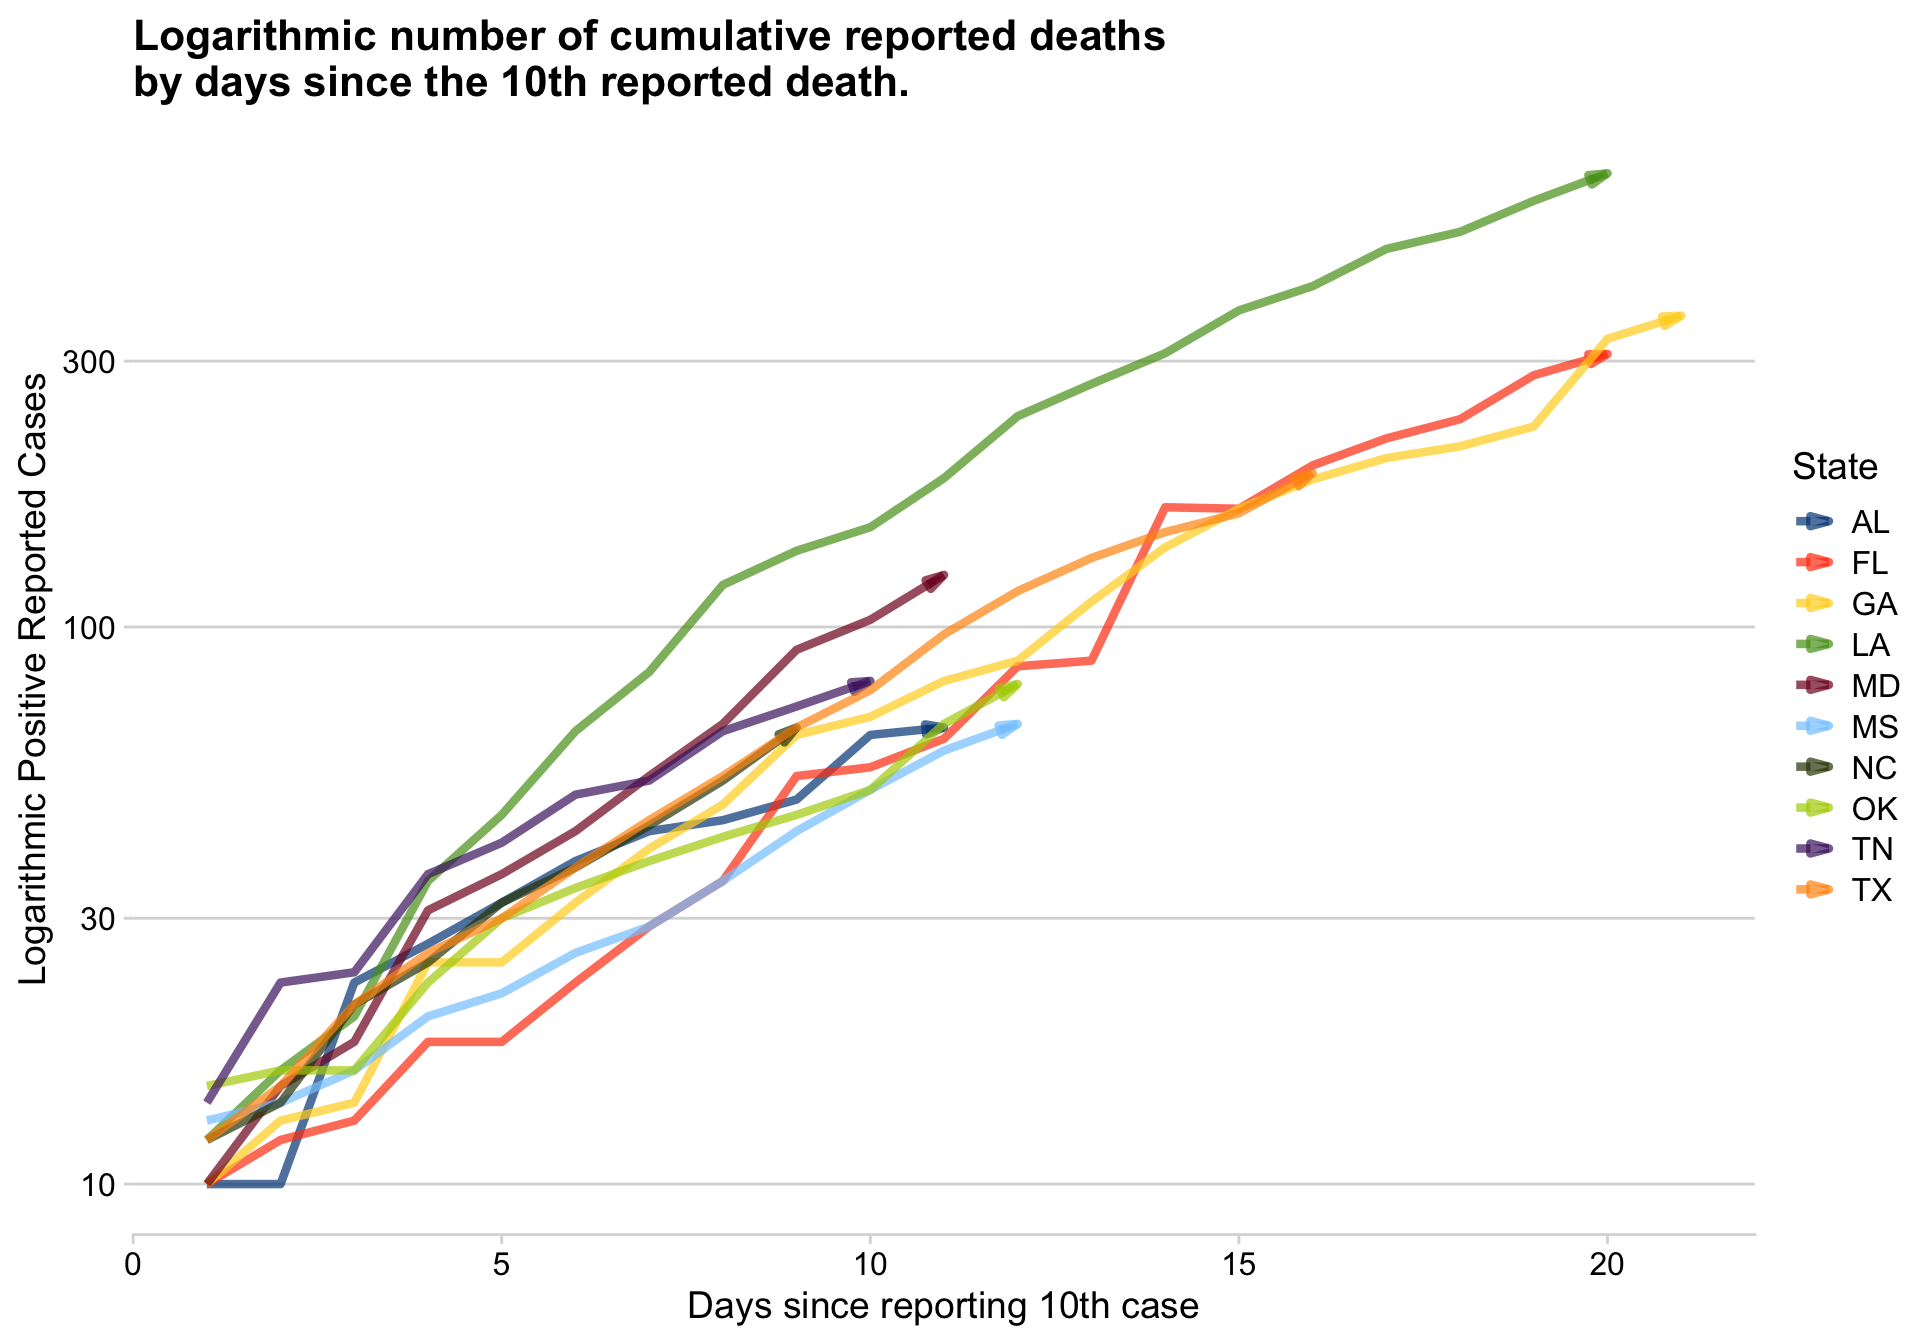 Logarithmic number of cumulative reported deaths
by days since the 10th reported death.
Logarithmic Positive Reported Cases
300
100
30
10
0 5 10 15 20
Days since reporting 10th case
State
AL
FL
GA
LA
MD
MS
NC
OK
TN
TX